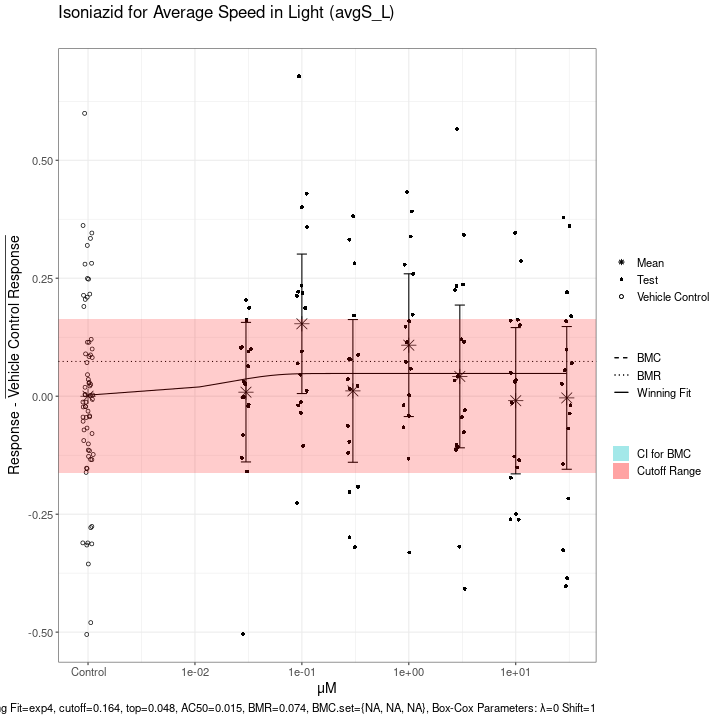 Isoniazid for Average Speed in Light (avgS_L)
Response - Vehicle Control Response
0.50
0.25
0.00
-0.25
-0.50
Control 1e-02 1e-01 1e+00 1e+01
μM
Mean
Test
Vehicle Control
BMC
BMR
Winning Fit
CI for BMC
Cutoff Range
Fit=exp4, cutoff=0.164, top=0.048, AC50=0.015, BMR=0.074, BMC.set={NA, NA, NA}, Box-Cox Parameters: λ=0 Shift=1